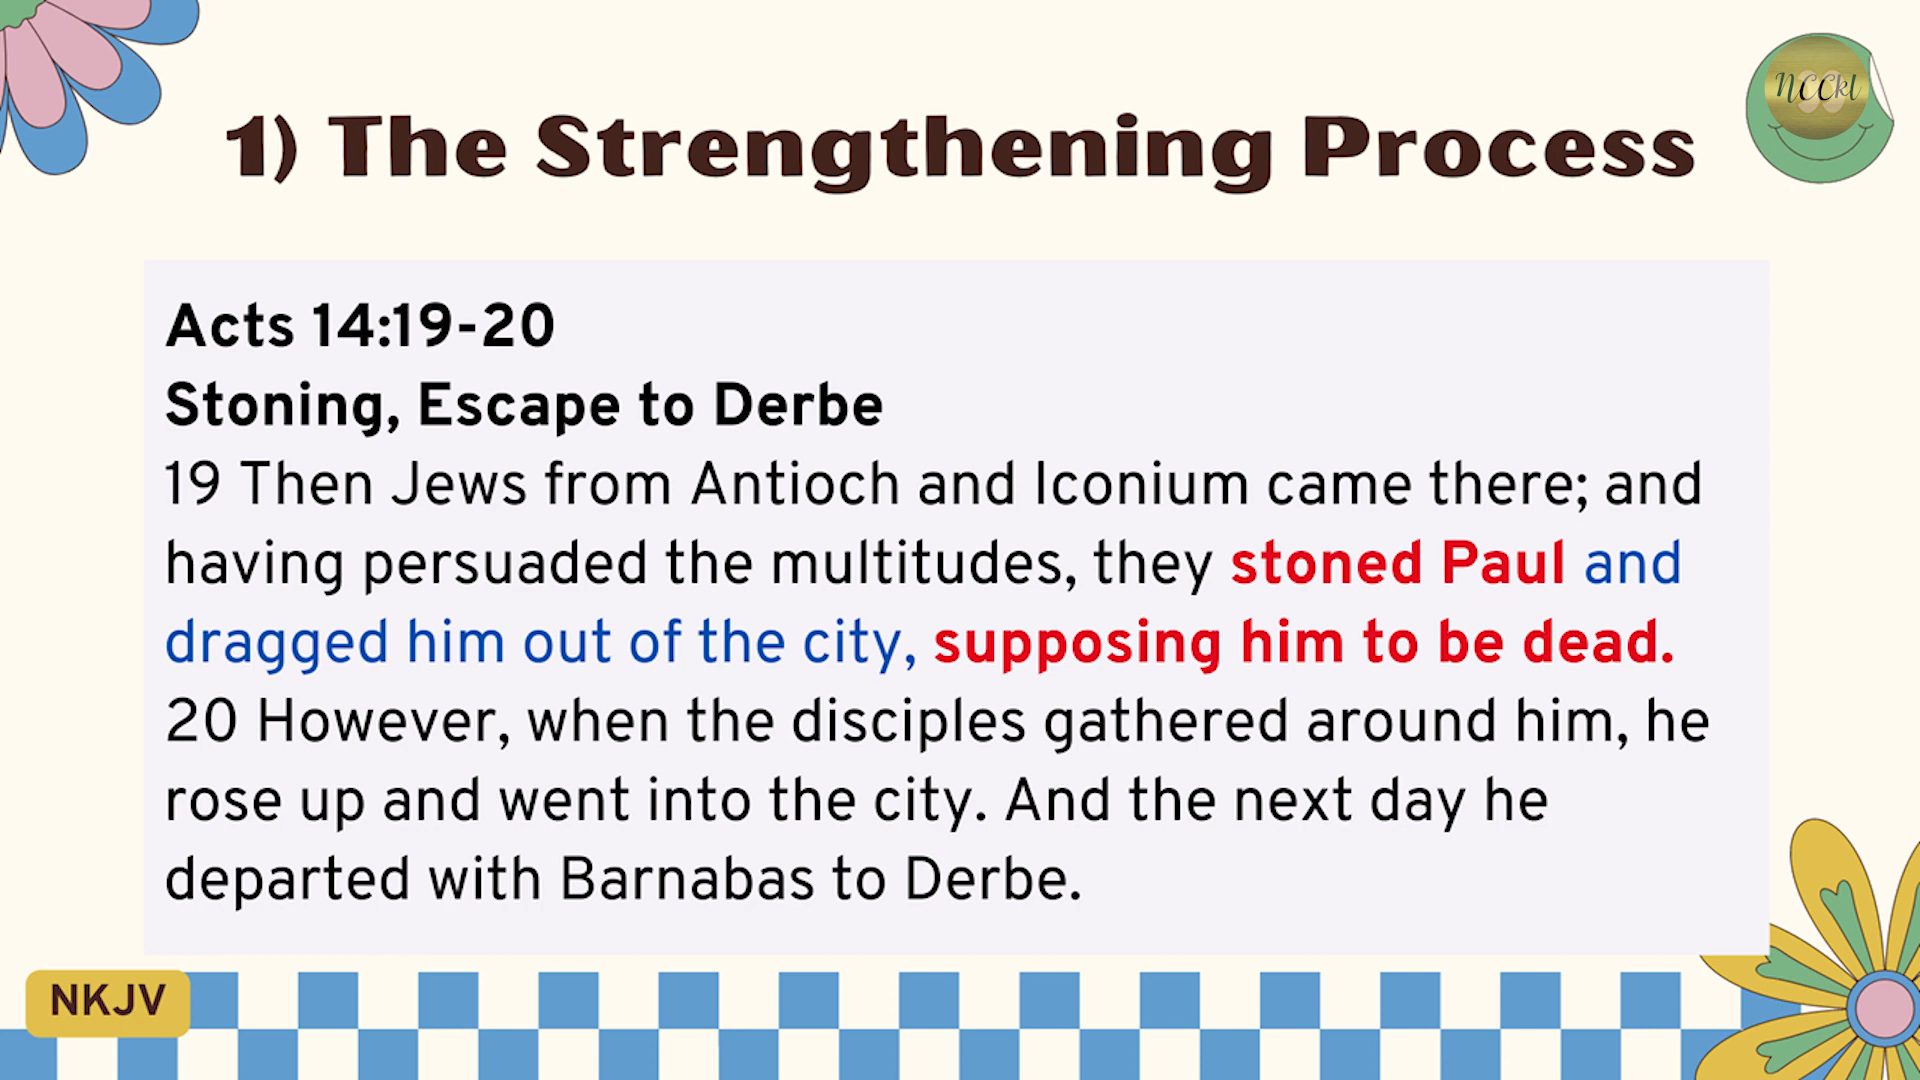 NCCkl
1) The Strengthening Process
Acts 14:19-20
Stoning, Escape to Derbe
19 Then Jews from Antioch and Iconium came there; and
having persuaded the multitudes, they stoned Paul and
dragged him out of the city, supposing him to be dead.
20 However, when the disciples gathered around him, he
rose up and went into the city. And the next day he
departed with Barnabas to Derbe.
NKJV